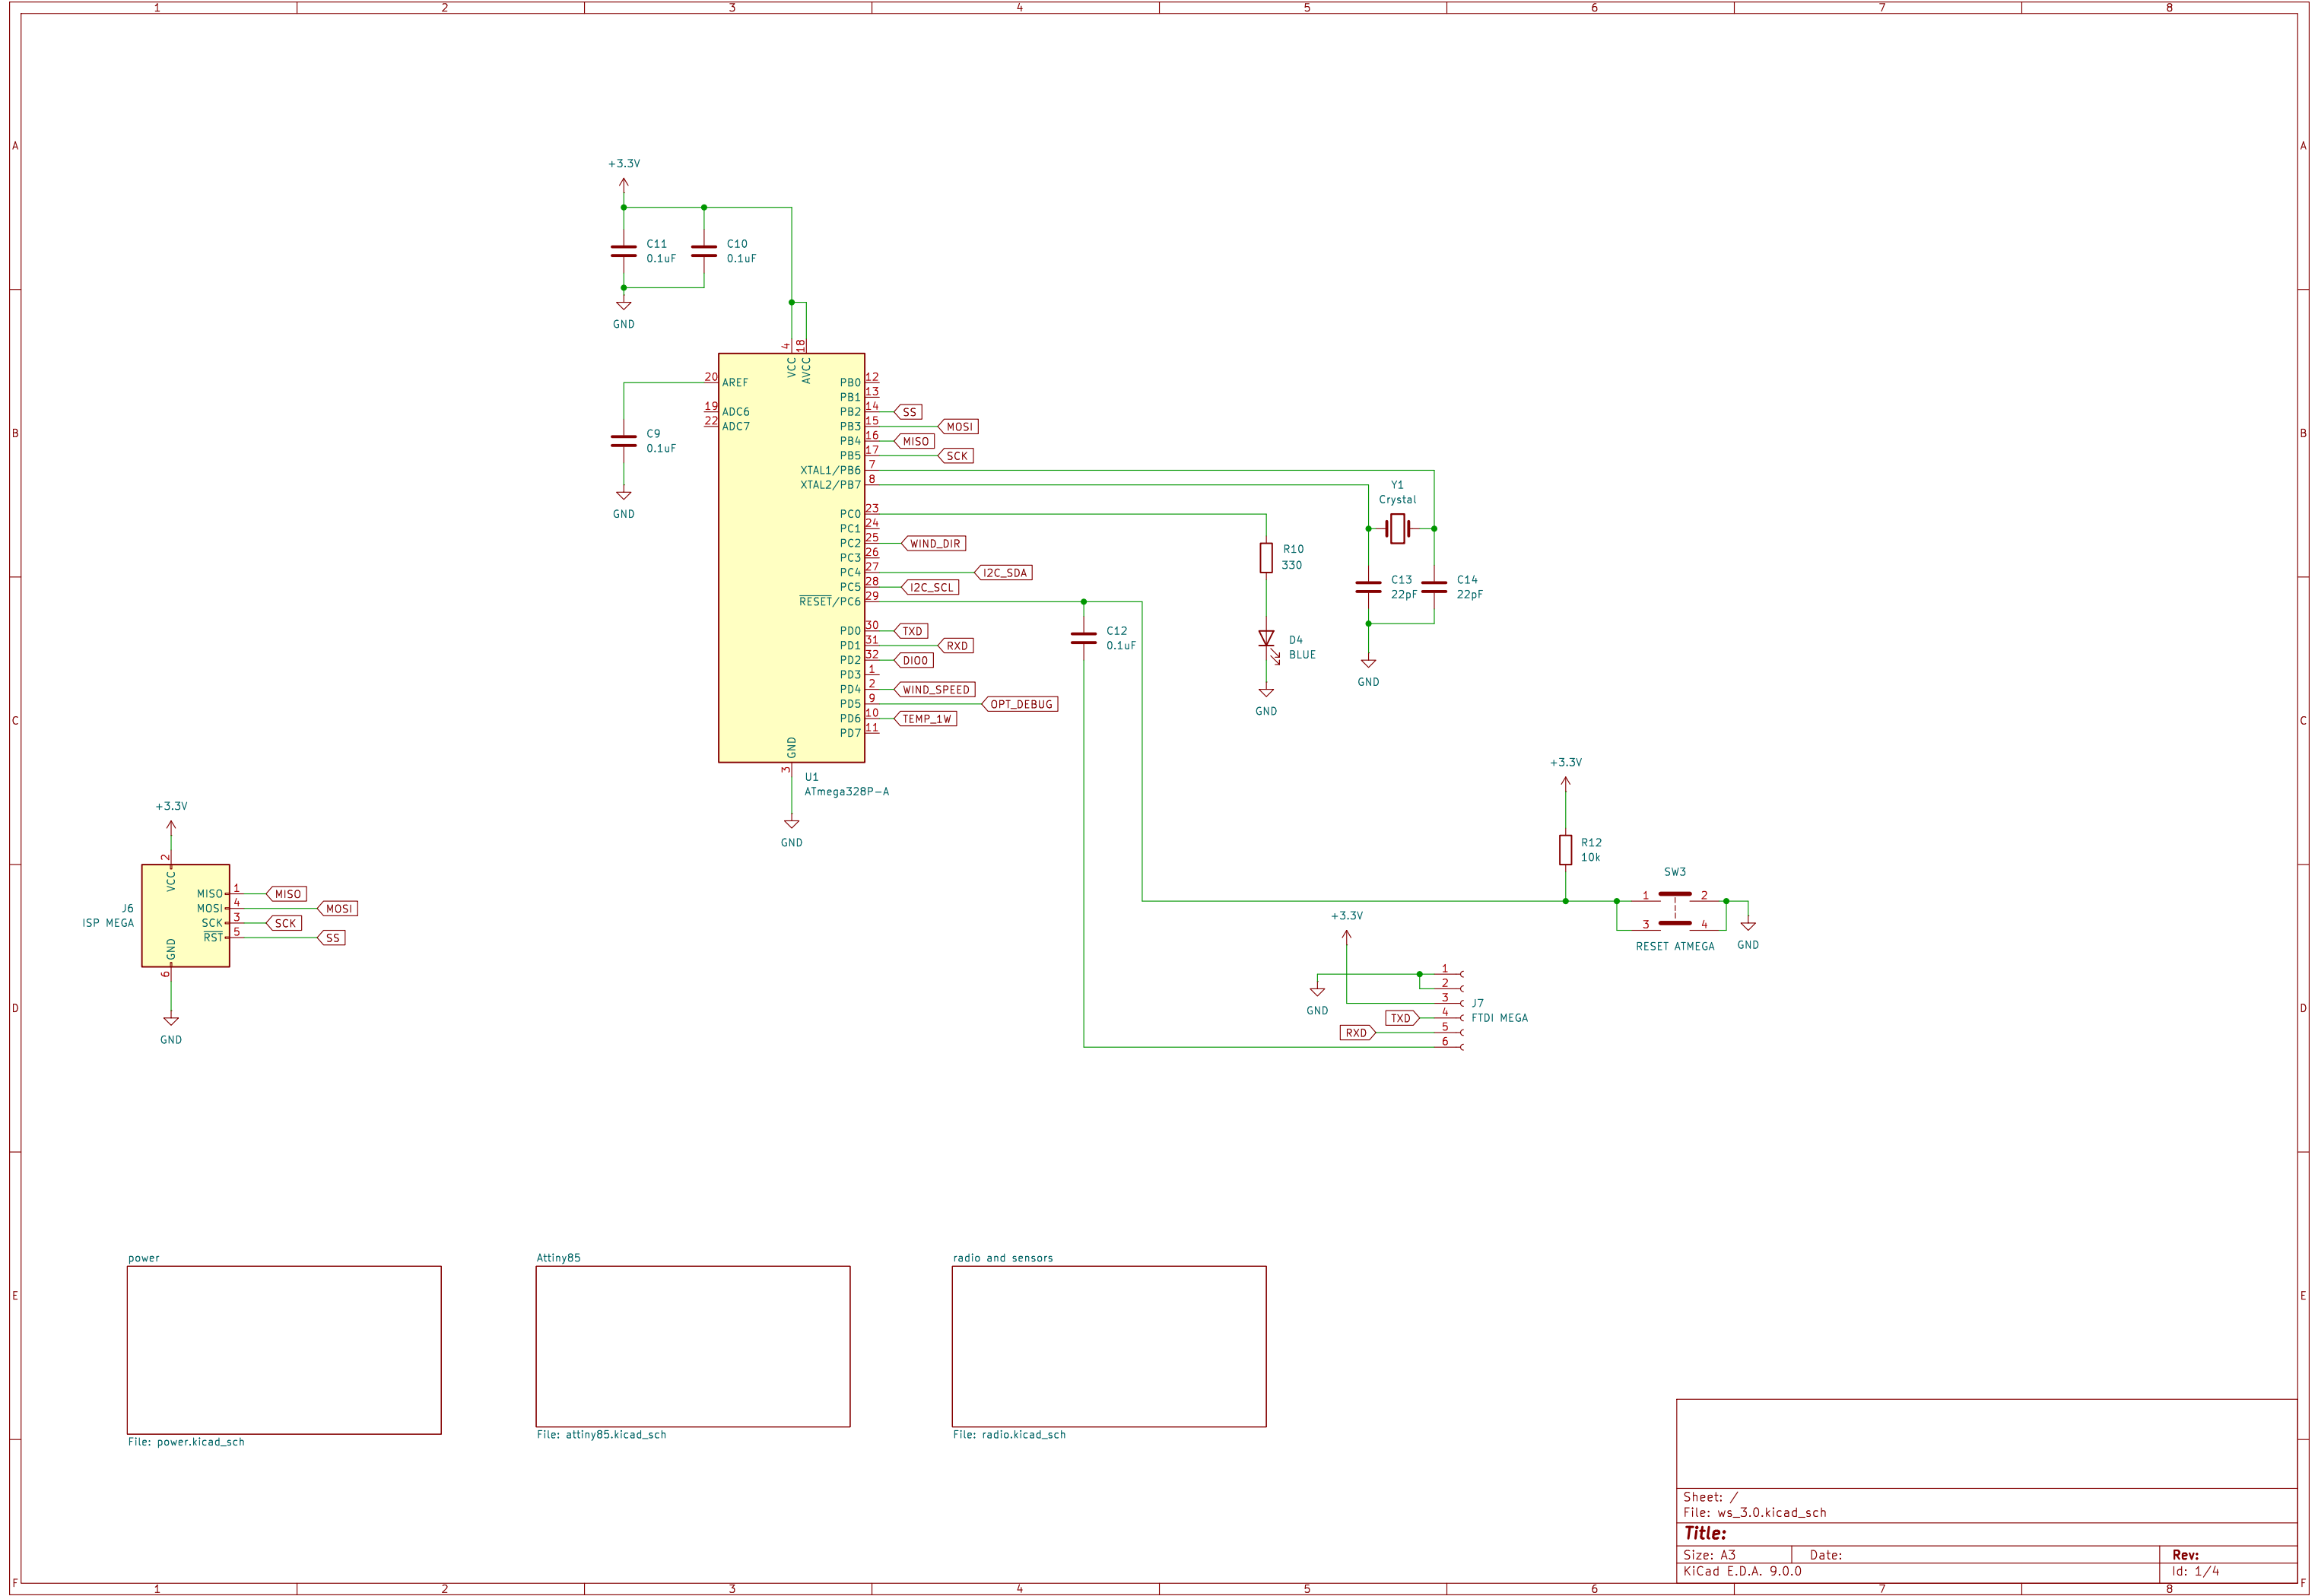 1 2 3 4 5 6 7 8
A
A
+3.3V
C11
0.1uF
C10
0.1uF
GND
4
18
VCC
AVCC
20
AREF
19
ADC6
22
ADC7
PB0
12
PB1
13
PB2
14
SS
PB3
15
MOSI
PB4
16
MISO
PB5
17
SCK
XTAL1/PB6
7
XTAL2/PB7
8
PC0
23
PC1
24
PC2
25
WIND_DIR
PC3
26
PC4
27
I2C_SDA
PC5
28
I2C_SCL
RESET/PC6
29
PD0
30
TXD
PD1
31
RXD
PD2
32
DIO0
PD3
1
PD4
2
WIND_SPEED
PD5
9
OPT_DEBUG
PD6
10
TEMP_1W
PD7
11
GND
3
U1
ATmega328P-A
GND
B
B
C9
0.1uF
GND
Y1
Crystal
R10
330
C13
22pF
C14
22pF
C12
0.1uF
D4
BLUE
GND
GND
C
C
+3.3V
R12
10k
SW3
1
2
3
4
RESET ATMEGA
GND
+3.3V
2
VCC
J6
ISP MEGA
MISO
1
MISO
MOSI
4
MOSI
SCK
3
SCK
RST
5
SS
GND
6
GND
+3.3V
GND
1
2
3
4
5
6
TXD
RXD
J7
FTDI MEGA
D
D
power
File: power.kicad_sch
Attiny85
File: attiny85.kicad_sch
radio and sensors
File: radio.kicad_sch
E
E
Sheet: /
File: ws_3.0.kicad_sch
Title:
Size: A3
Date:
Rev:
KiCad E.D.A. 9.0.0
Id: 1/4
F
F
1 2 3 4 5 6 7 8